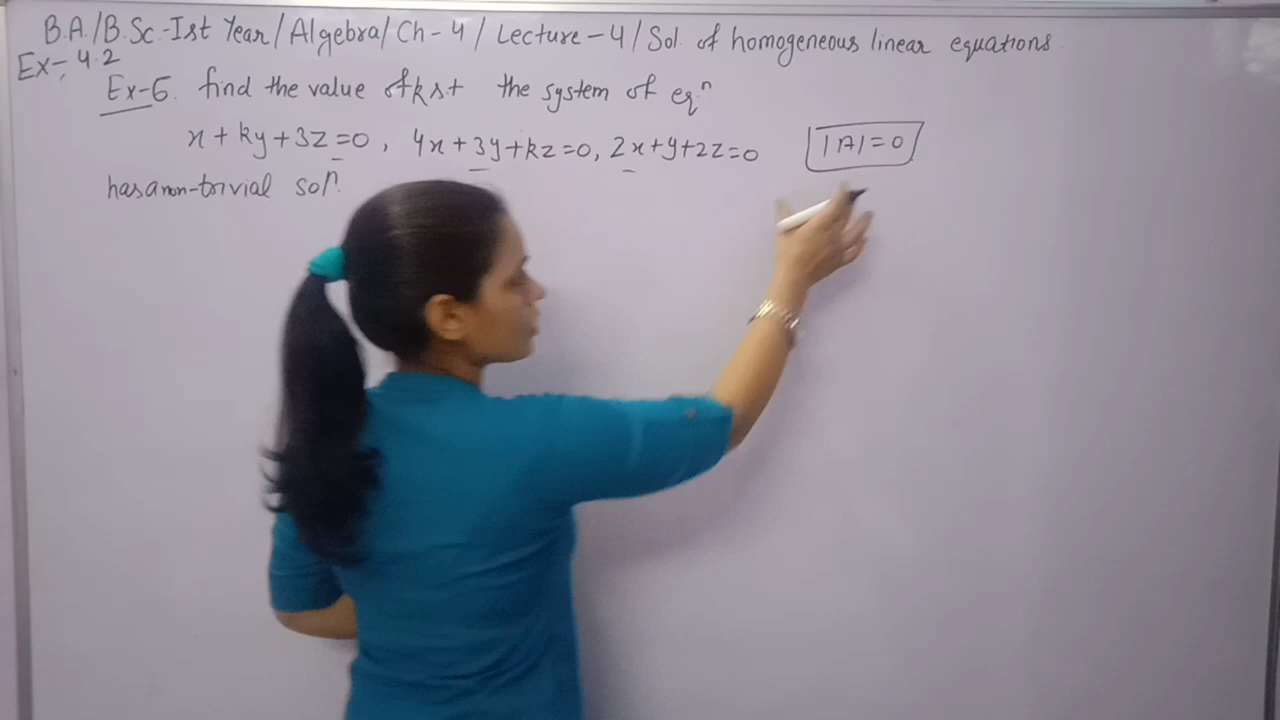 B.A./B.Sc.-Ist Year/Algebra/Ch-4/Lecture-4/Sol. of homogeneous linear equations
Ex-4.2
Ex-6. find the value of k s.t the system of eqⁿ
x+ky+3z=0, 4x+3y+kz=0, 2x+y+2z=0 |A|=0
has a non-trivial solⁿ.